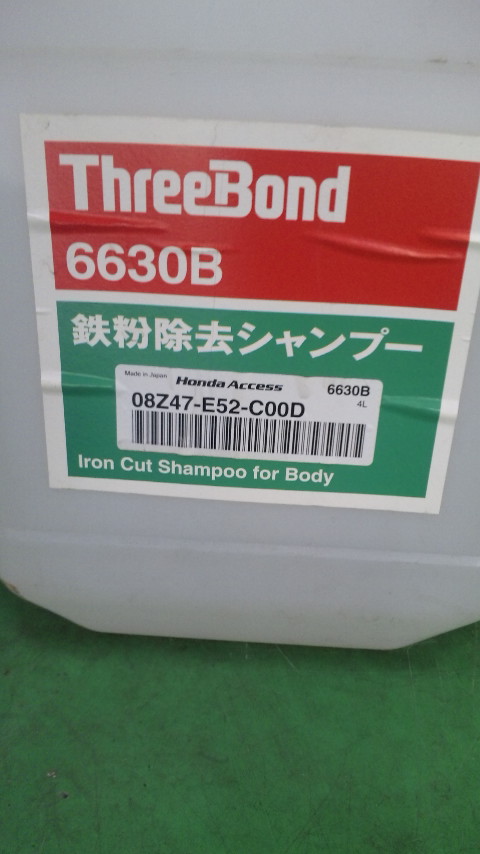 ThreeBond
6630B
鉄粉除去シャンプー
Made in Japan Honda Access 6630B
4L
08Z47-E52-C00D
Iron Cut Shampoo for Body